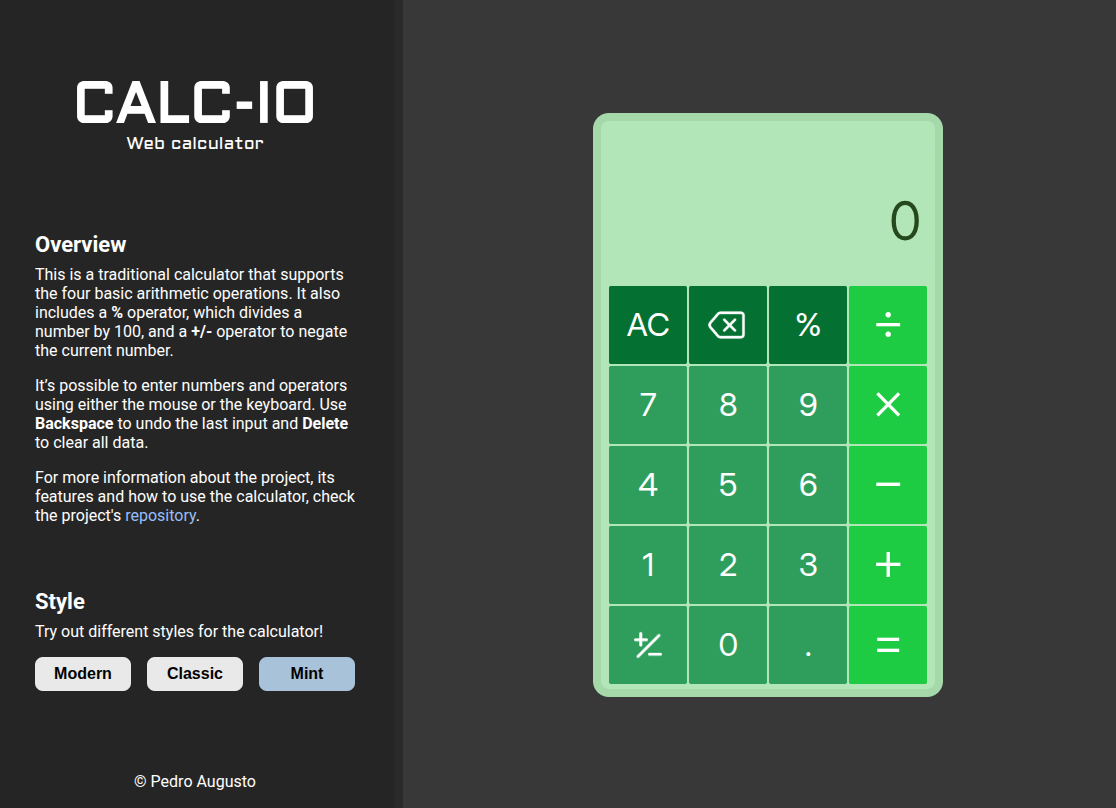 CALC-IO
Web calculator
Overview
This is a traditional calculator that supports
the four basic arithmetic operations. It also
includes a % operator, which divides a
number by 100, and a +/- operator to negate
the current number.
It's possible to enter numbers and operators
using either the mouse or the keyboard. Use
Backspace to undo the last input and Delete
to clear all data.
For more information about the project, its
features and how to use the calculator, check
the project's repository.
Style
Try out different styles for the calculator!
Modern Classic Mint
© Pedro Augusto
0
AC % ÷
7 8 9 ×
4 5 6 −
1 2 3 +
+/− 0 . =